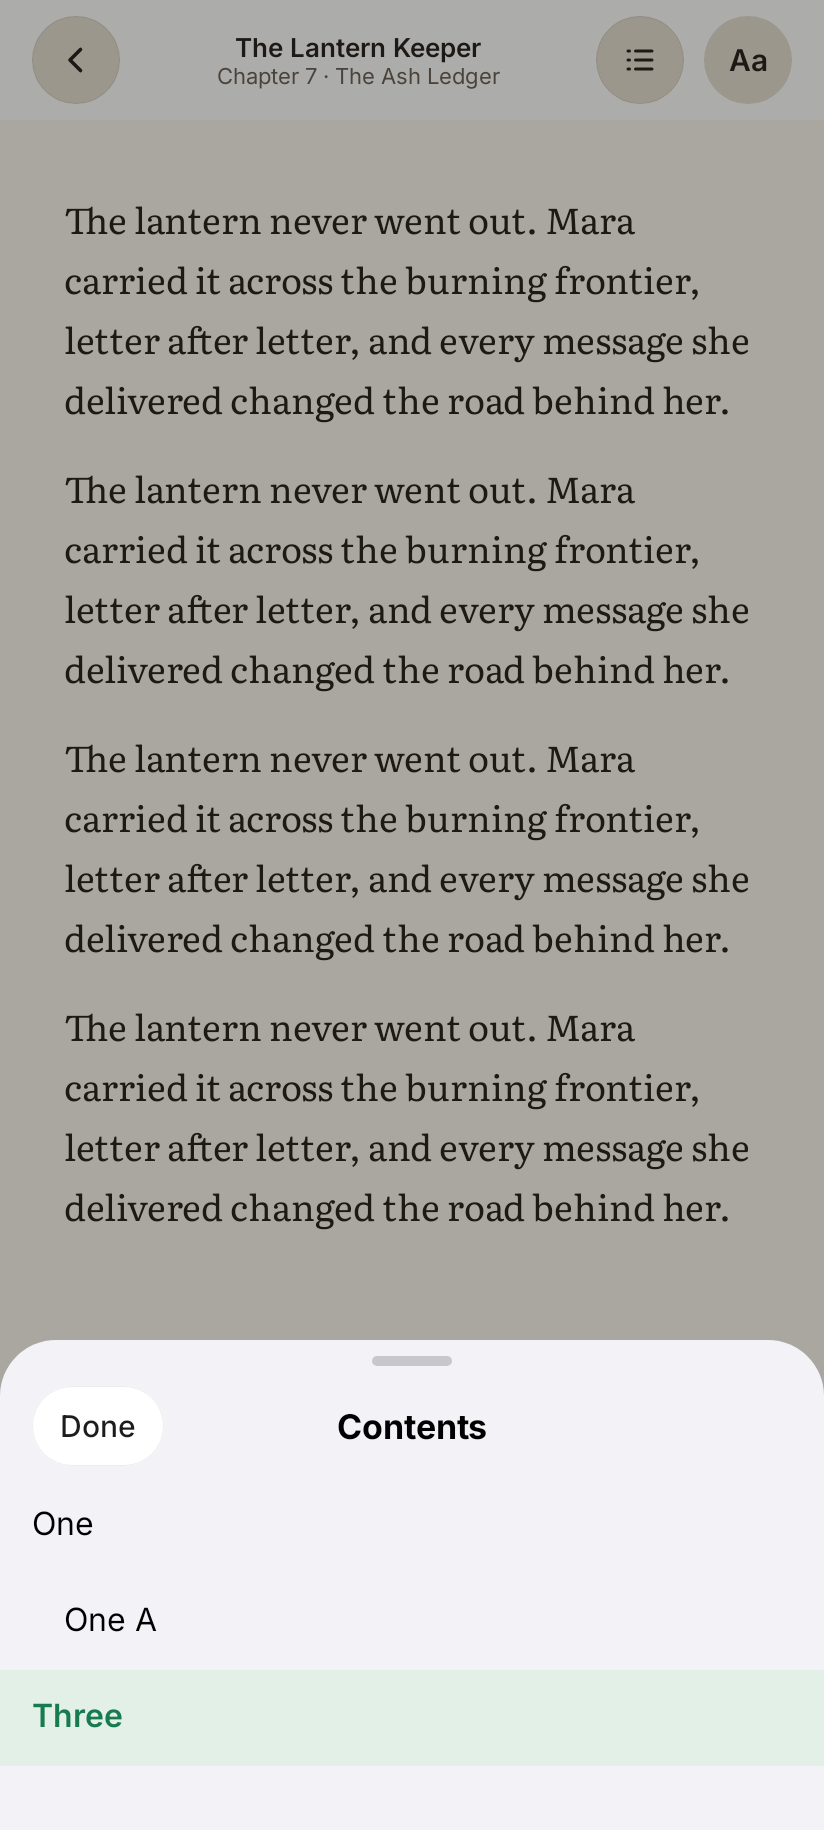 The Lantern Keeper
Chapter 7 · The Ash Ledger
Aa
The lantern never went out. Mara
carried it across the burning frontier,
letter after letter, and every message she
delivered changed the road behind her.
The lantern never went out. Mara
carried it across the burning frontier,
letter after letter, and every message she
delivered changed the road behind her.
The lantern never went out. Mara
carried it across the burning frontier,
letter after letter, and every message she
delivered changed the road behind her.
The lantern never went out. Mara
carried it across the burning frontier,
letter after letter, and every message she
delivered changed the road behind her.
Done
Contents
One
One A
Three